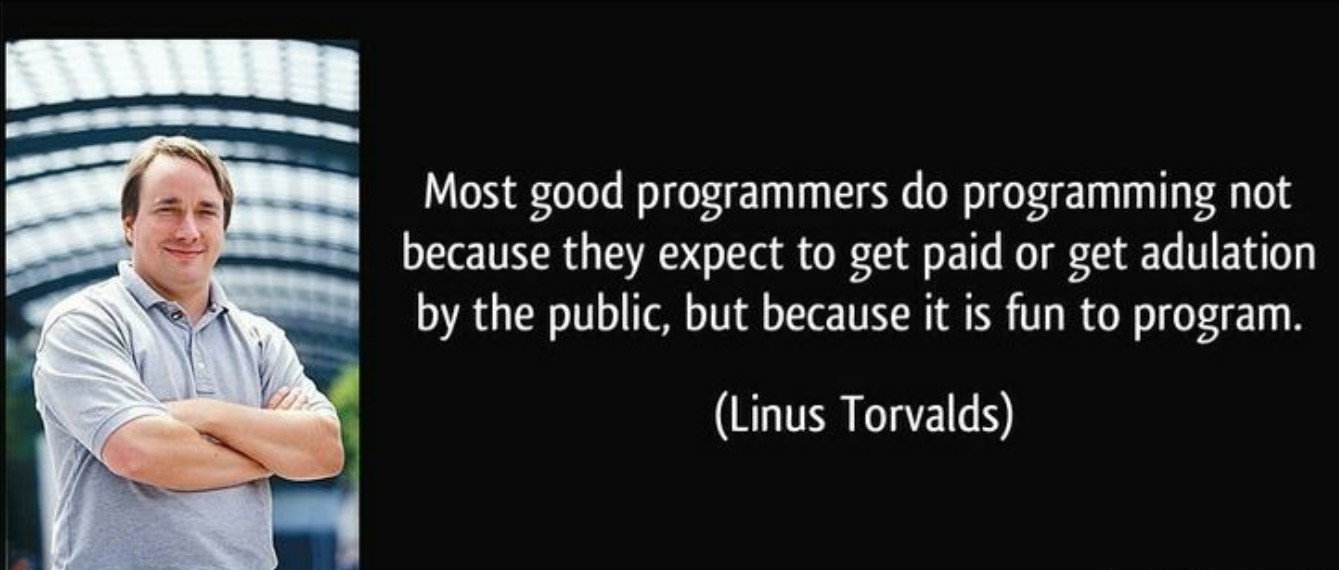 Most good programmers do programming not
because they expect to get paid or get adulation
by the public, but because it is fun to program.
(Linus Torvalds)